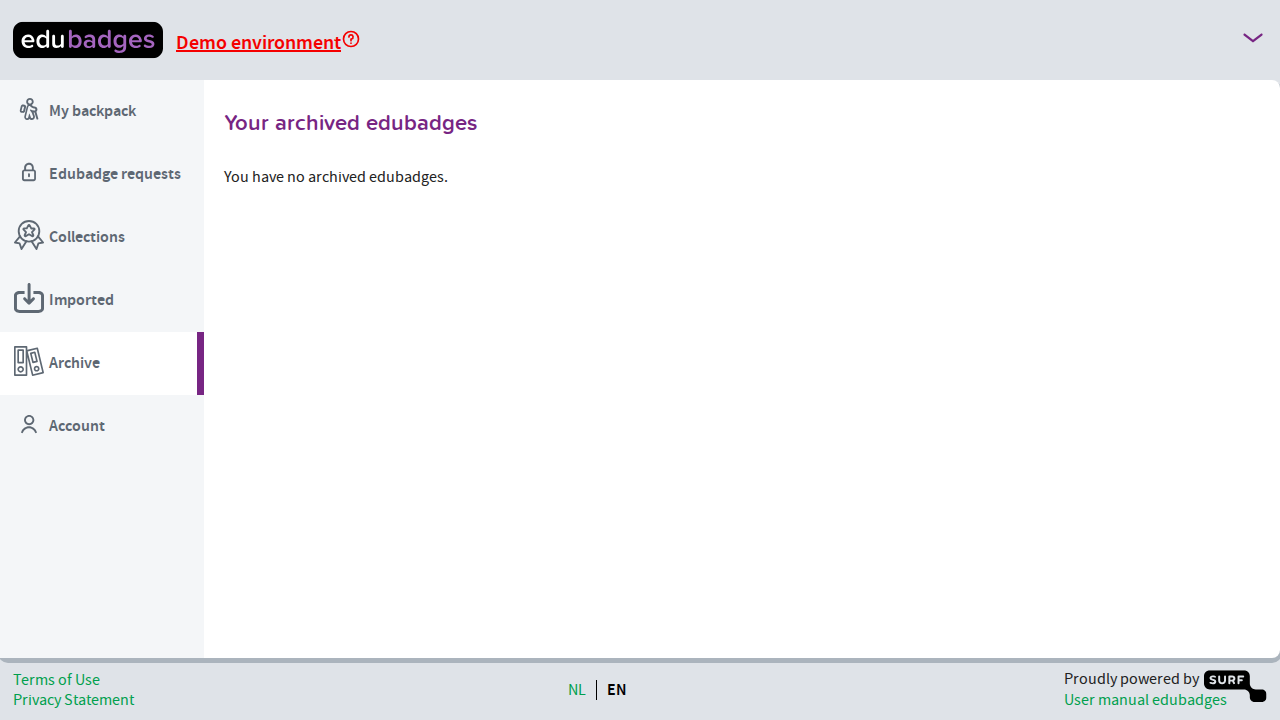 edubadges
Demo environment
My backpack
Edubadge requests
Collections
Imported
Archive
Account
Your archived edubadges
You have no archived edubadges.
Terms of Use
Privacy Statement
NL
EN
Proudly powered by SURF
User manual edubadges